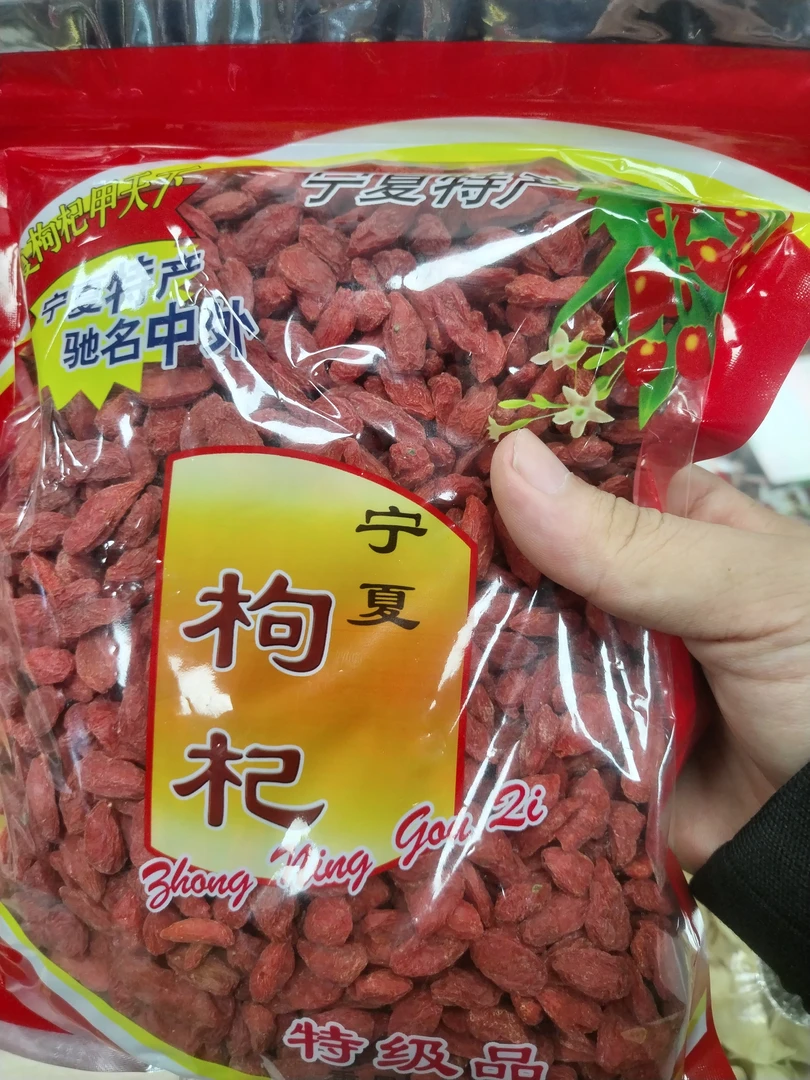 宁夏特产
枸杞甲天下
宁夏特产
驰名中外
宁夏
枸杞
Zhong Ning Gou Qi
特级品